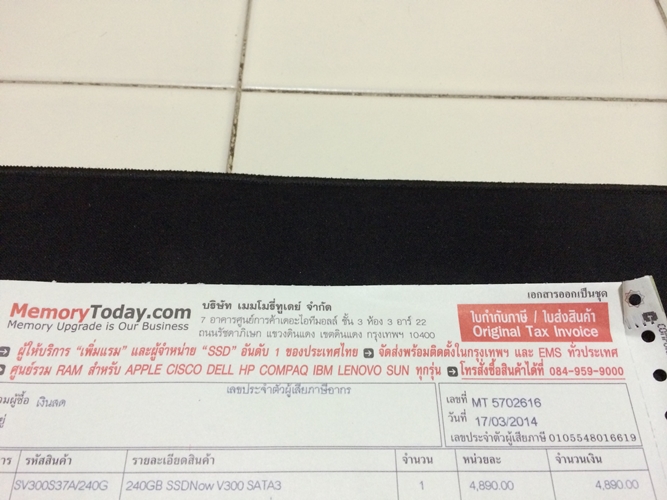 เอกสารออกเป็นชุด
MemoryToday.com
Memory Upgrade is Our Business
บริษัท เมมโมรี่ทูเดย์ จำกัด
7 อาคารศูนย์การค้าเดอะไอทีมอลล์ ชั้น 3 ห้อง 3 อาร์ 22
ถนนรัชดาภิเษก แขวงดินแดง เขตดินแดง กรุงเทพฯ 10400
ใบกำกับภาษี / ใบส่งสินค้า
Original Tax Invoice
ผู้ให้บริการ "เพิ่มแรม" และผู้จำหน่าย "SSD" อันดับ 1 ของประเทศไทย จัดส่งพร้อมติดตั้งในกรุงเทพฯ และ EMS ทั่วประเทศ
ศูนย์รวม RAM สำหรับ APPLE CISCO DELL HP COMPAQ IBM LENOVO SUN ทุกรุ่น โทรสั่งซื้อสินค้าได้ที่ 084-959-9000
เลขประจำตัวผู้เสียภาษีอากร
ผู้ซื้อ เงินสด
เลขที่ MT 5702616
วันที่ 17/03/2014
เลขประจำตัวผู้เสียภาษี 0105548016619
การ รหัสสินค้า รายละเอียดสินค้า จำนวน หน่วยละ จำนวนเงิน
SV300S37A/240G 240GB SSDNow V300 SATA3 1 4,890.00 4,890.00